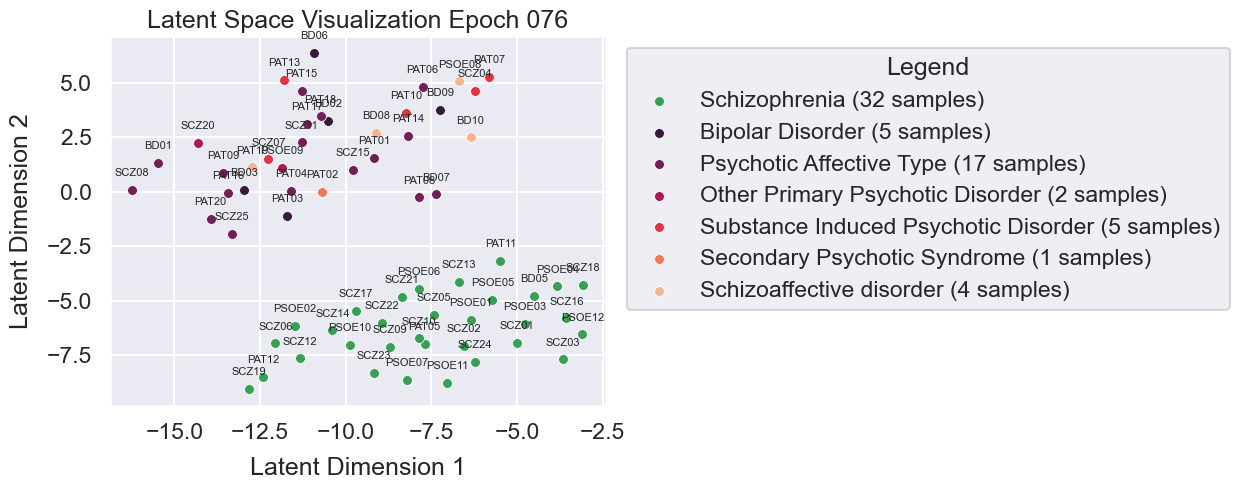 Latent Space Visualization Epoch 076
BD06
PAT13
PAT15
PAT06
PSOE08
PAT07
SCZ04
PAT18
BD02
PAT17
PAT10
BD09
BD08
PAT14
BD10
SCZ20
SCZ07
PSOE09
PAT01
SCZ15
BD01
PAT09
SCZ08
BD03
PAT04
PAT02
BD07
PAT20
PAT03
SCZ25
PAT11
SCZ13
PSOE06
SCZ21
PSOE05
BD05
PSOE04
SCZ18
SCZ17
SCZ22
SCZ05
PSOE01
PSOE03
SCZ16
PSOE02
SCZ14
SCZ10
PSOE12
SCZ06
PSOE10
SCZ09
PAT05
SCZ02
SCZ01
SCZ12
SCZ24
SCZ03
PAT12
SCZ23
SCZ19
PSOE07
PSOE11
5.0
2.5
0.0
−2.5
−5.0
−7.5
Latent Dimension 2
−15.0 −12.5 −10.0 −7.5 −5.0 −2.5
Latent Dimension 1
Legend
Schizophrenia (32 samples)
Bipolar Disorder (5 samples)
Psychotic Affective Type (17 samples)
Other Primary Psychotic Disorder (2 samples)
Substance Induced Psychotic Disorder (5 samples)
Secondary Psychotic Syndrome (1 samples)
Schizoaffective disorder (4 samples)